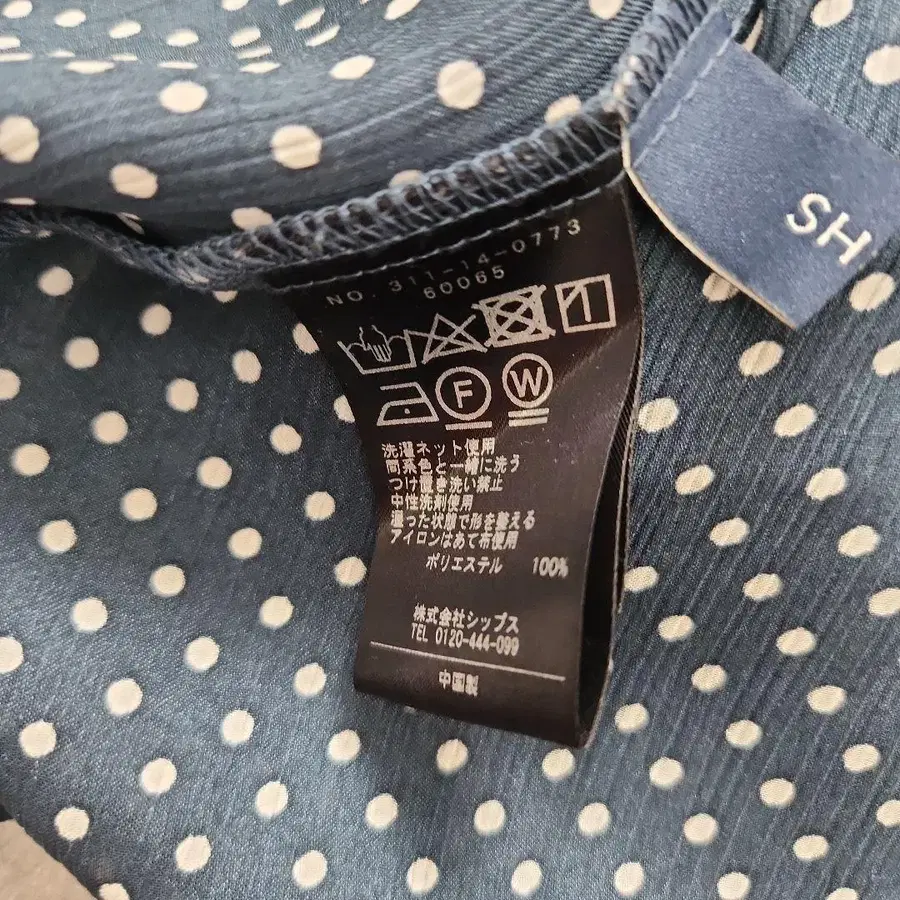 SH
NO. 311-14-0773
60065
F W
洗濯ネット使用
同系色と一緒に洗う
つけ置き洗い禁止
中性洗剤使用
湿った状態で形を整える
アイロンはあて布使用
ポリエステル 100%
株式会社シップス
TEL 0120-444-099
中国製